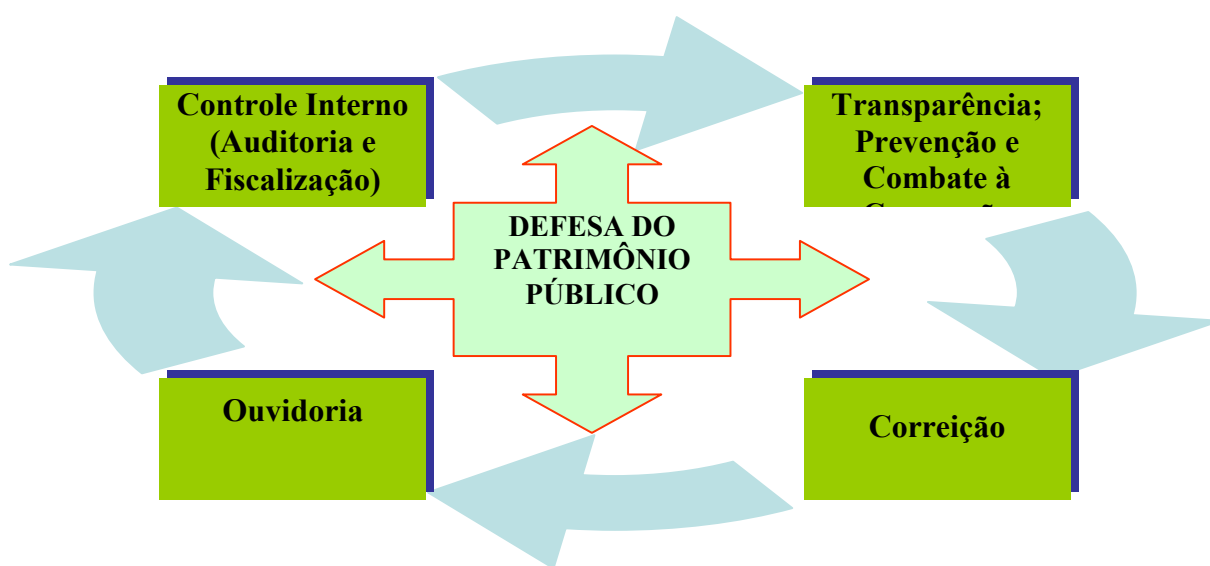 Controle Interno
(Auditoria e
Fiscalização)
Transparência;
Prevenção e
Combate à
DEFESA DO
PATRIMÔNIO
PÚBLICO
Ouvidoria
Correição